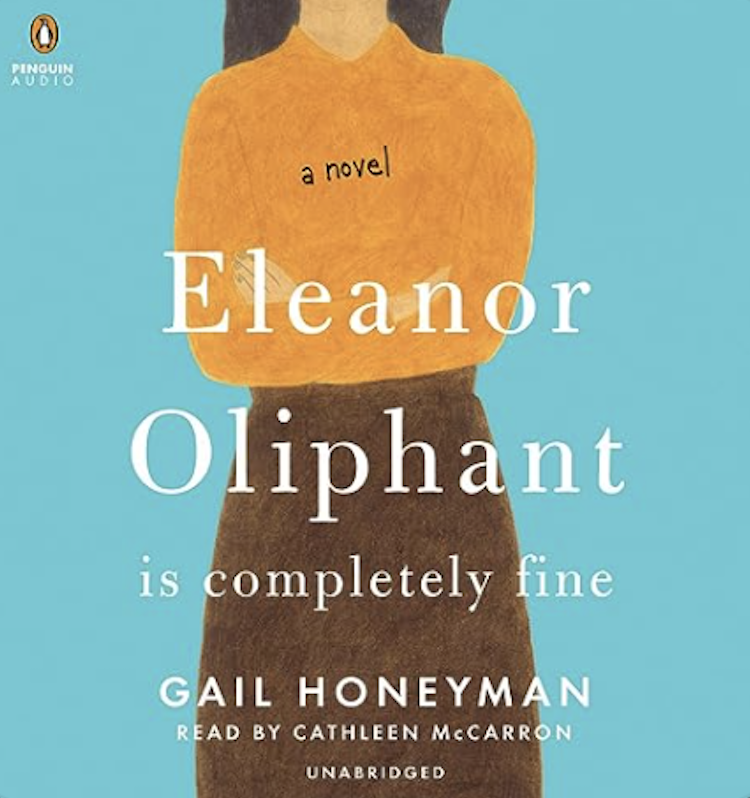 PENGUIN
AUDIO
a novel
Eleanor
Oliphant
is completely fine
GAIL HONEYMAN
READ BY CATHLEEN McCARRON
UNABRIDGED